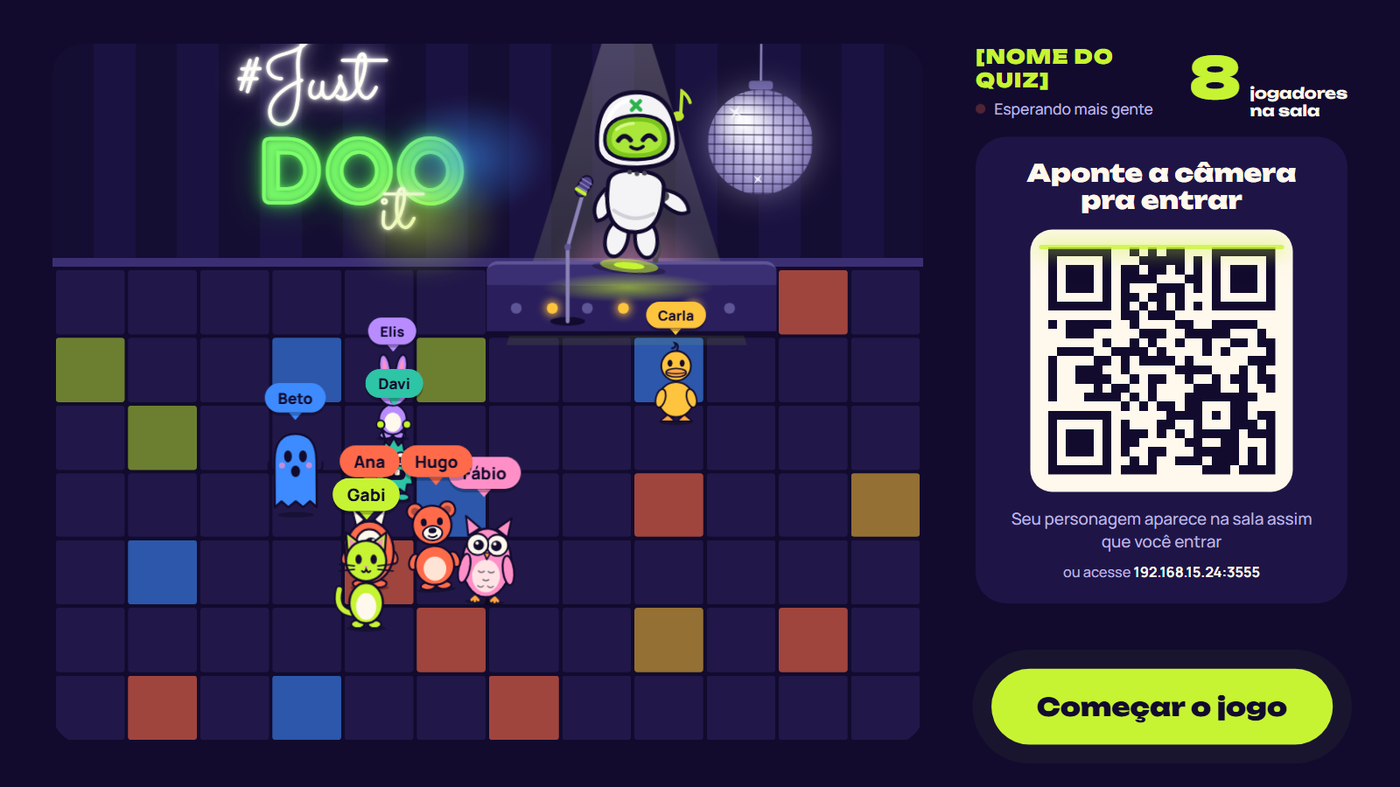 #Just
DOO
it
Elis
Davi
Beto
Carla
Ana
Hugo
Fábio
Gabi
[NOME DO
QUIZ]
Esperando mais gente
8
jogadores
na sala
Aponte a câmera
pra entrar
Seu personagem aparece na sala assim
que você entrar
ou acesse 192.168.15.24:3555
Começar o jogo